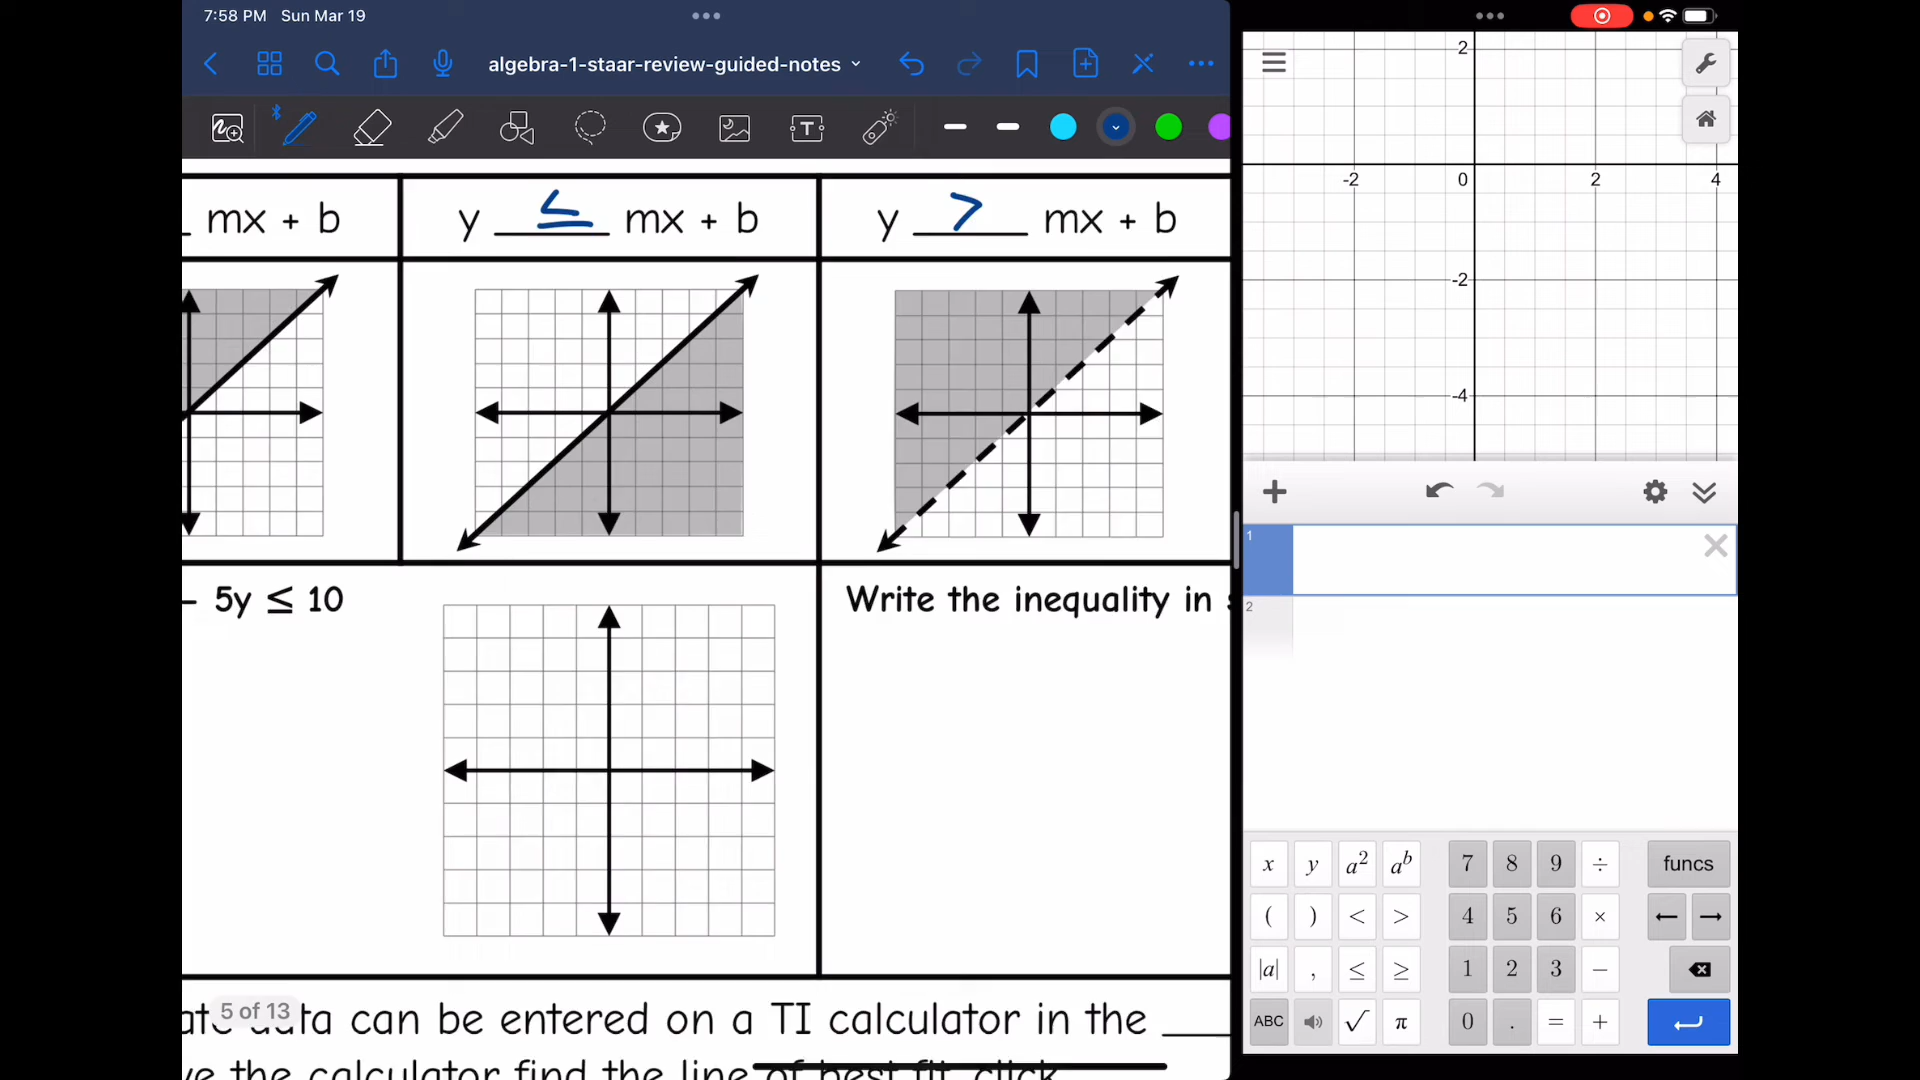 7:58 PM Sun Mar 19
algebra-1-staar-review-guided-notes
mx + b
y ≤ mx + b
y > mx + b
– 5y ≤ 10
Write the inequality in
5 of 13
data can be entered on a TI calculator in the
the calculator find the line of best fit, click
2
-2 0 2 4
-2
-4
1
2
x y a² aᵇ 7 8 9 ÷ funcs
( ) < > 4 5 6 × ← →
|a| , ≤ ≥ 1 2 3 −
ABC √ π 0 . = +